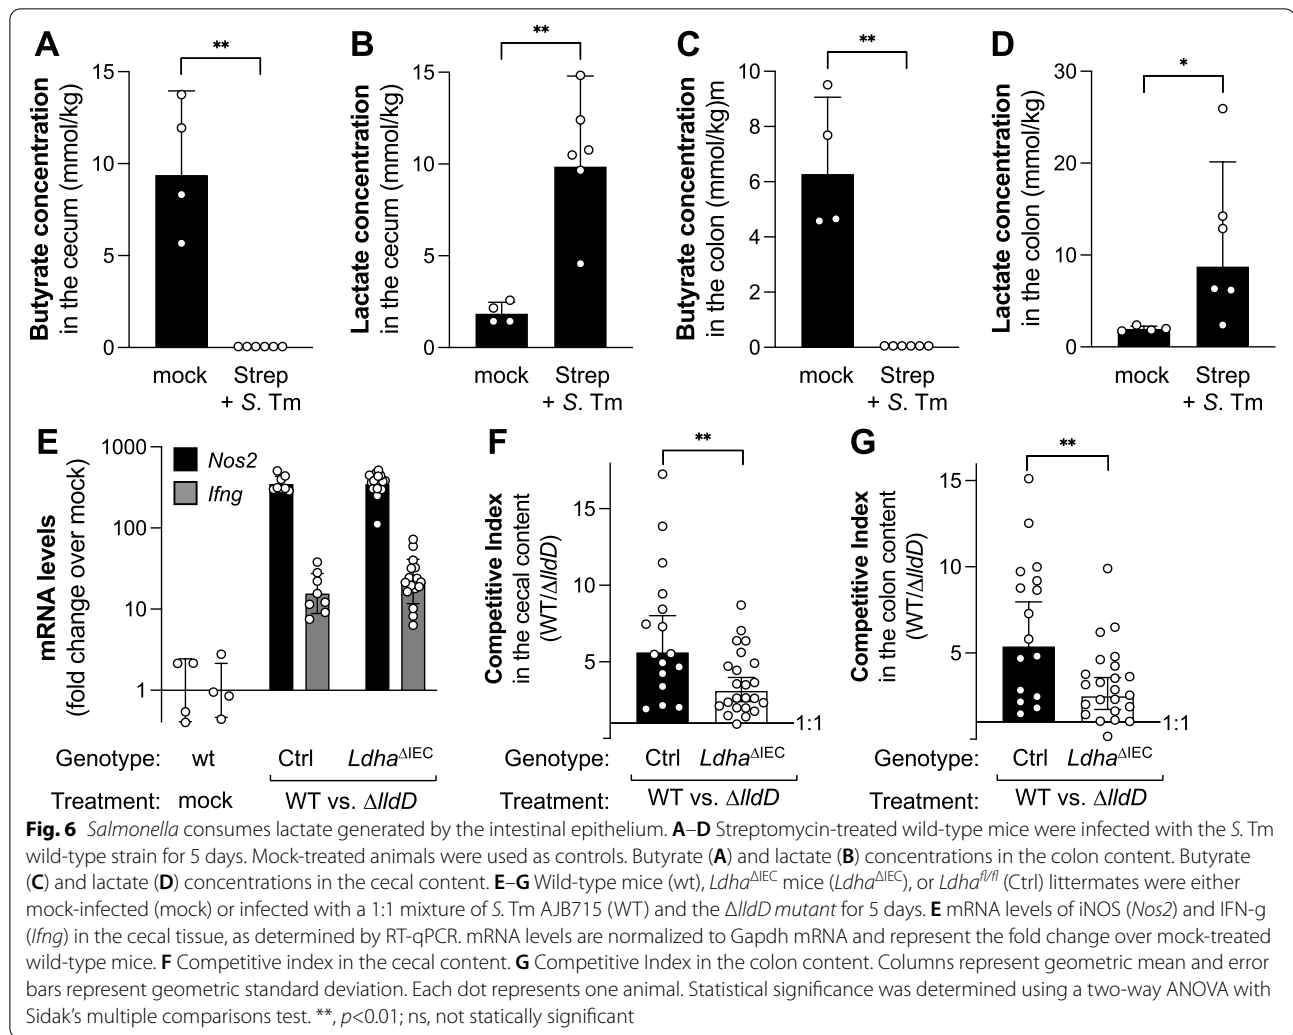 A
**
Butyrate concentration
in the cecum (mmol/kg)
15
10
5
0
mock
Strep
+ S. Tm
B
**
Lactate concentration
in the cecum (mmol/kg)
15
10
5
0
mock
Strep
+ S. Tm
C
**
Butyrate concentration
in the colon (mmol/kg)m
10
8
6
4
2
0
mock
Strep
+ S. Tm
D
*
Lactate concentration
in the colon (mmol/kg)
30
20
10
0
mock
Strep
+ S. Tm
E
mRNA levels
(fold change over mock)
1000
100
10
1
Nos2
Ifng
Genotype: wt Ctrl Ldha^ΔIEC
Treatment: mock WT vs. ΔlldD
F
**
Competitive Index
in the cecal content
(WT/ΔlldD)
15
10
5
1:1
Genotype: Ctrl Ldha^ΔIEC
Treatment: WT vs. ΔlldD
G
**
Competitive Index
in the colon content
(WT/ΔlldD)
15
10
5
1:1
Genotype: Ctrl Ldha^ΔIEC
Treatment: WT vs. ΔlldD
Fig. 6 Salmonella consumes lactate generated by the intestinal epithelium. A–D Streptomycin-treated wild-type mice were infected with the S. Tm
wild-type strain for 5 days. Mock-treated animals were used as controls. Butyrate (A) and lactate (B) concentrations in the colon content. Butyrate
(C) and lactate (D) concentrations in the cecal content. E–G Wild-type mice (wt), Ldha^ΔIEC mice (Ldha^ΔIEC), or Ldha^fl/fl (Ctrl) littermates were either
mock-infected (mock) or infected with a 1:1 mixture of S. Tm AJB715 (WT) and the ΔlldD mutant for 5 days. E mRNA levels of iNOS (Nos2) and IFN-g
(Ifng) in the cecal tissue, as determined by RT-qPCR. mRNA levels are normalized to Gapdh mRNA and represent the fold change over mock-treated
wild-type mice. F Competitive index in the cecal content. G Competitive Index in the colon content. Columns represent geometric mean and error
bars represent geometric standard deviation. Each dot represents one animal. Statistical significance was determined using a two-way ANOVA with
Sidak's multiple comparisons test. **, p<0.01; ns, not statically significant